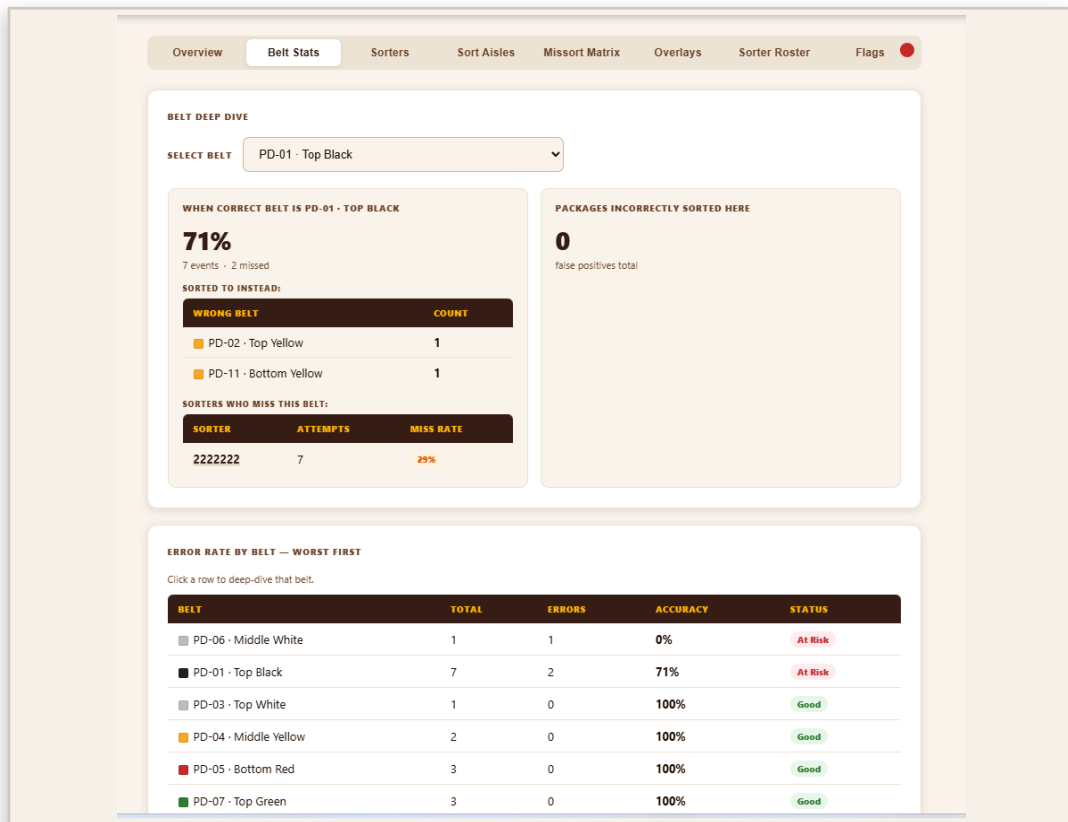 Overview Belt Stats Sorters Sort Aisles Missort Matrix Overlays Sorter Roster Flags
BELT DEEP DIVE
SELECT BELT PD-01 · Top Black
WHEN CORRECT BELT IS PD-01 · TOP BLACK
71%
7 events · 2 missed
SORTED TO INSTEAD:
WRONG BELT COUNT
PD-02 · Top Yellow 1
PD-11 · Bottom Yellow 1
SORTERS WHO MISS THIS BELT:
SORTER ATTEMPTS MISS RATE
2222222 7 29%
PACKAGES INCORRECTLY SORTED HERE
0
false positives total
ERROR RATE BY BELT — WORST FIRST
Click a row to deep-dive that belt.
BELT TOTAL ERRORS ACCURACY STATUS
PD-06 · Middle White 1 1 0% At Risk
PD-01 · Top Black 7 2 71% At Risk
PD-03 · Top White 1 0 100% Good
PD-04 · Middle Yellow 2 0 100% Good
PD-05 · Bottom Red 3 0 100% Good
PD-07 · Top Green 3 0 100% Good